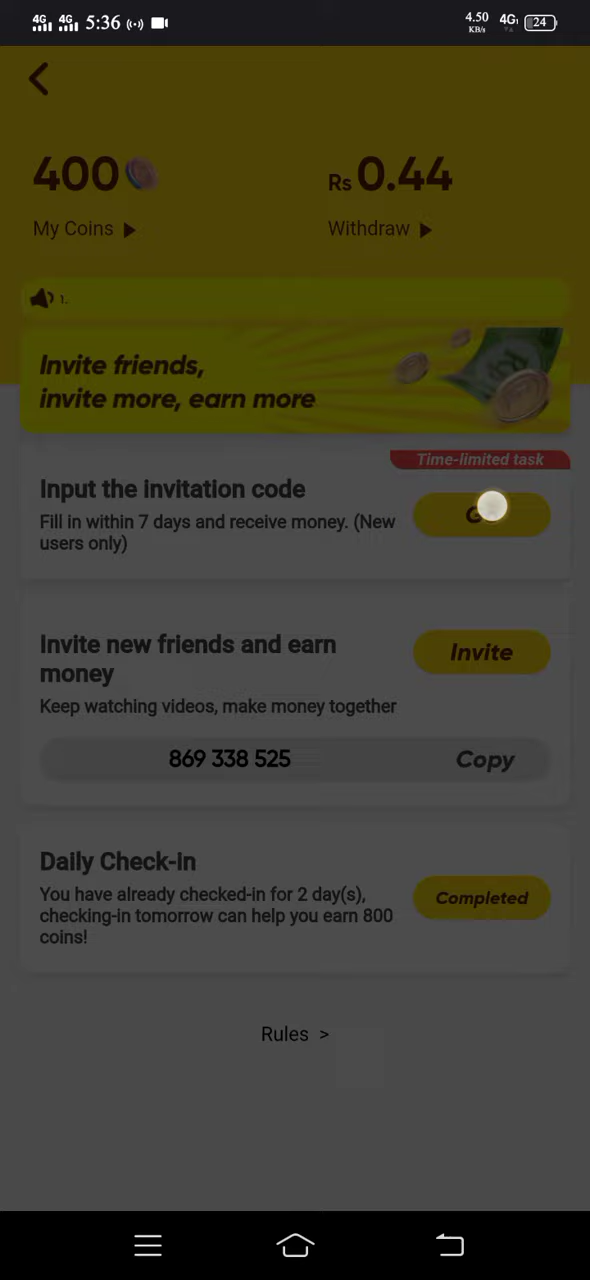 4G 4G 5:36 4.50 KB/s 4G 24
400 Rs 0.44
My Coins Withdraw
1.
Invite friends,
invite more, earn more
Time-limited task
Input the invitation code
Fill in within 7 days and receive money. (New
users only)
Invite new friends and earn
money
Invite
Keep watching videos, make money together
869 338 525 Copy
Daily Check-in
You have already checked-in for 2 day(s),
checking-in tomorrow can help you earn 800
coins!
Completed
Rules >